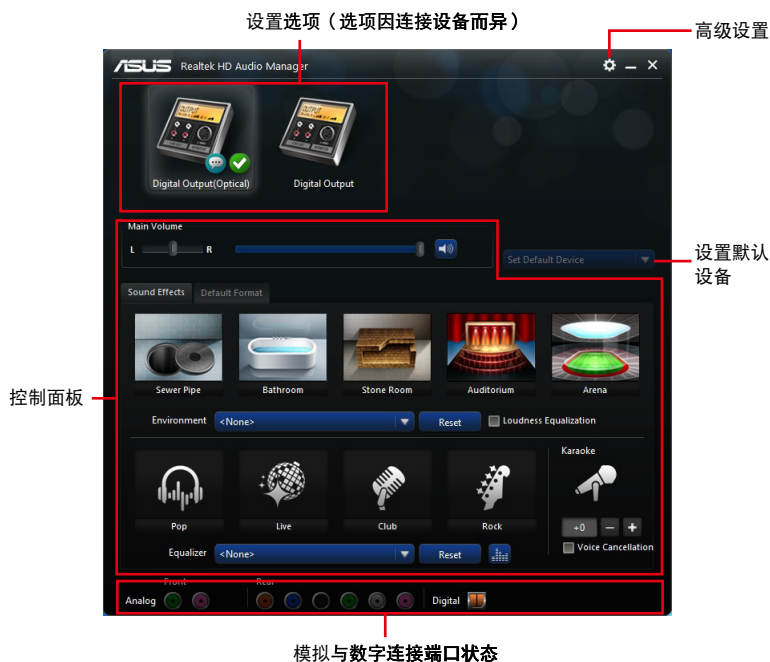 设置选项（选项因连接设备而异）
高级设置
ASUS Realtek HD Audio Manager
OUTPUT
OUTPUT
Digital Output(Optical)
Digital Output
Main Volume
L
R
Set Default Device
设置默认
设备
Sound Effects
Default Format
控制面板
Sewer Pipe
Bathroom
Stone Room
Auditorium
Arena
Environment
<None>
Reset
Loudness Equalization
Karaoke
Pop
Live
Club
Rock
+0
Equalizer
<None>
Reset
Voice Cancellation
Front
Rear
Analog
Digital
模拟与数字连接端口状态